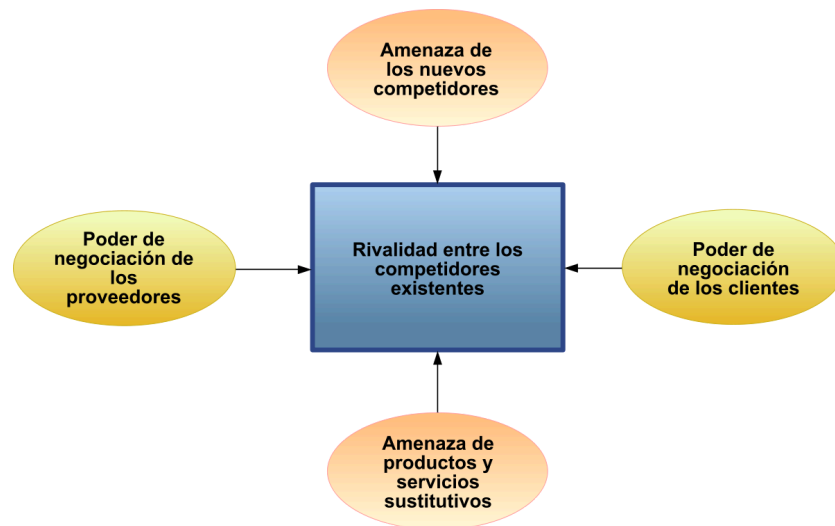 Amenaza de
los nuevos
competidores
Poder de
negociación de
los
proveedores
Rivalidad entre los
competidores
existentes
Poder de
negociación
de los clientes
Amenaza de
productos y
servicios
sustitutivos